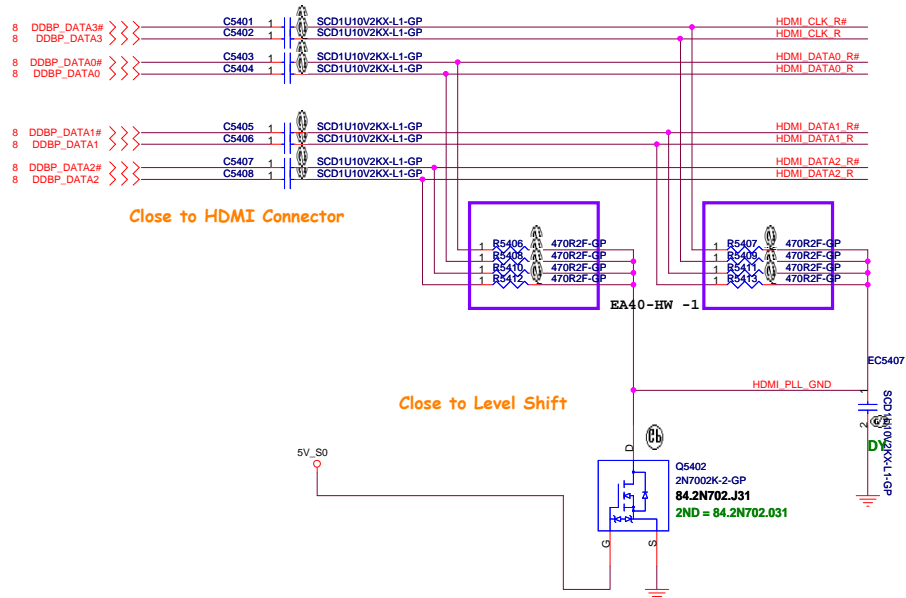 8 DDBP_DATA3# C5401 1 SCD1U10V2KX-L1-GP HDMI_CLK_R#
8 DDBP_DATA3 C5402 1 SCD1U10V2KX-L1-GP HDMI_CLK_R
8 DDBP_DATA0# C5403 1 SCD1U10V2KX-L1-GP HDMI_DATA0_R#
8 DDBP_DATA0 C5404 1 SCD1U10V2KX-L1-GP HDMI_DATA0_R
8 DDBP_DATA1# C5405 1 SCD1U10V2KX-L1-GP HDMI_DATA1_R#
8 DDBP_DATA1 C5406 1 SCD1U10V2KX-L1-GP HDMI_DATA1_R
8 DDBP_DATA2# C5407 1 SCD1U10V2KX-L1-GP HDMI_DATA2_R#
8 DDBP_DATA2 C5408 1 SCD1U10V2KX-L1-GP HDMI_DATA2_R
Close to HDMI Connector
1 R5406 470R2F-GP 1 R5407 470R2F-GP
1 R5408 470R2F-GP 1 R5409 470R2F-GP
1 R5410 470R2F-GP 1 R5411 470R2F-GP
1 R5412 470R2F-GP 1 R5413 470R2F-GP
EA40-HW -1
EC5407
HDMI_PLL_GND
1
SCD1U10V2KX-L1-GP
2
DY
Close to Level Shift
5V_S0
D
Q5402
2N7002K-2-GP
84.2N702.J31
2ND = 84.2N702.031
G S